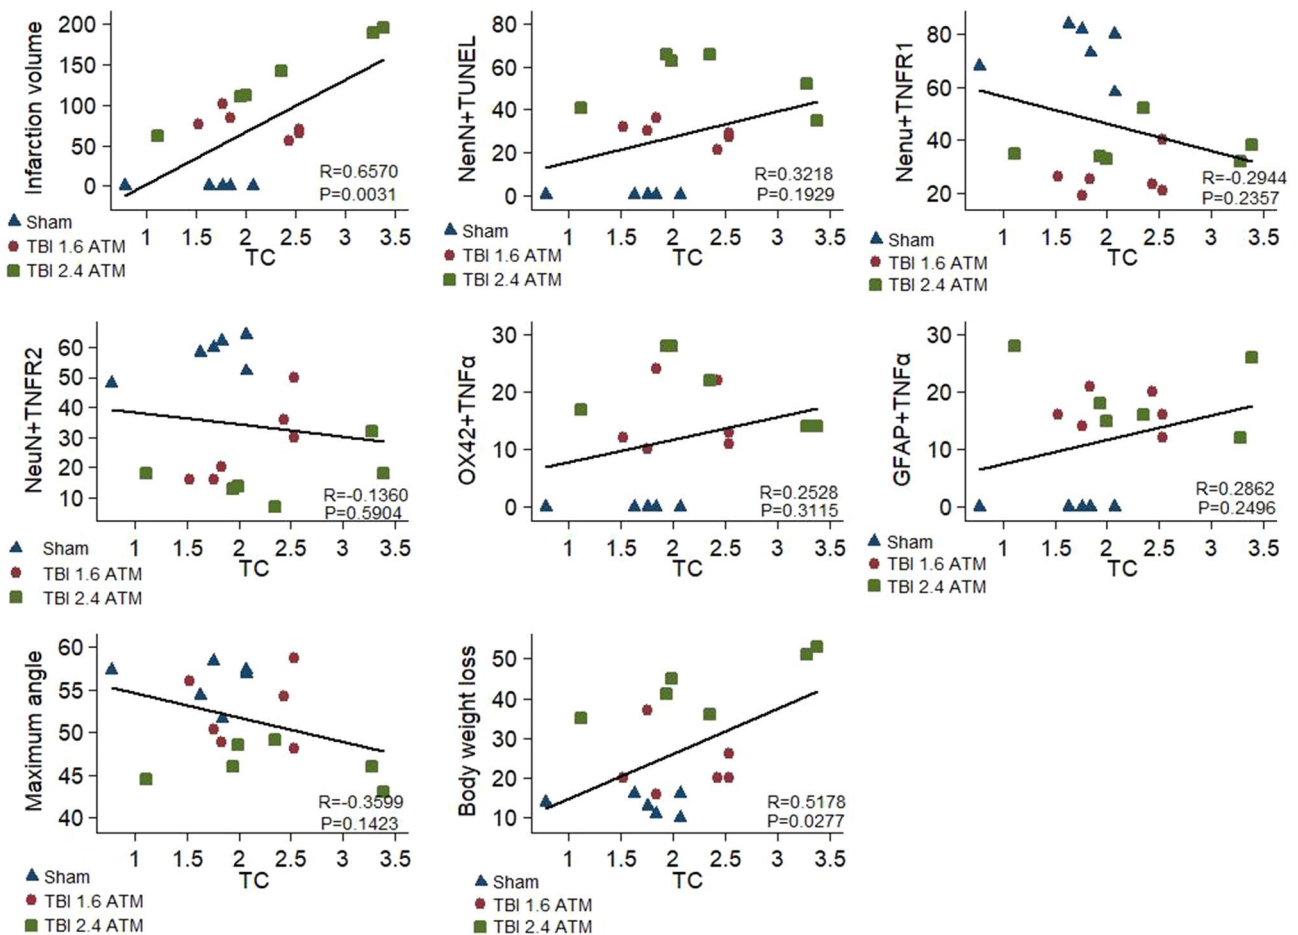 Infarction volume
200
150
100
50
0
R=0.6570
P=0.0031
1 1.5 2 2.5 3 3.5
TC
Sham
TBI 1.6 ATM
TBI 2.4 ATM
NenN+TUNEL
80
60
40
20
0
R=0.3218
P=0.1929
1 1.5 2 2.5 3 3.5
TC
Sham
TBI 1.6 ATM
TBI 2.4 ATM
Nenu+TNFR1
80
60
40
20
R=-0.2944
P=0.2357
1 1.5 2 2.5 3 3.5
TC
Sham
TBI 1.6 ATM
TBI 2.4 ATM
NeuN+TNFR2
60
50
40
30
20
10
R=-0.1360
P=0.5904
1 1.5 2 2.5 3 3.5
TC
Sham
TBI 1.6 ATM
TBI 2.4 ATM
OX42+TNFα
30
20
10
0
R=0.2528
P=0.3115
1 1.5 2 2.5 3 3.5
TC
GFAP+TNFα
30
20
10
0
R=0.2862
P=0.2496
1 1.5 2 2.5 3 3.5
TC
Sham
TBI 1.6 ATM
TBI 2.4 ATM
Maximum angle
60
55
50
45
40
R=-0.3599
P=0.1423
1 1.5 2 2.5 3 3.5
TC
Sham
TBI 1.6 ATM
TBI 2.4 ATM
Body weight loss
50
40
30
20
10
R=0.5178
P=0.0277
1 1.5 2 2.5 3 3.5
TC
Sham
TBI 1.6 ATM
TBI 2.4 ATM